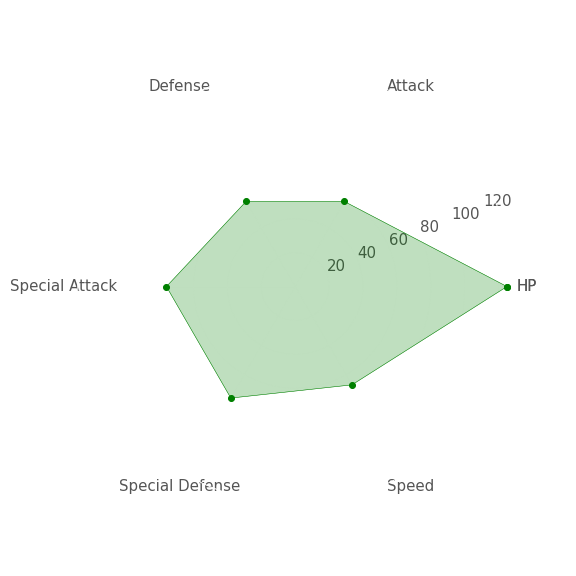 Defense
Attack
120
100
80
60
40
20
Special Attack
HP
Special Defense
Speed